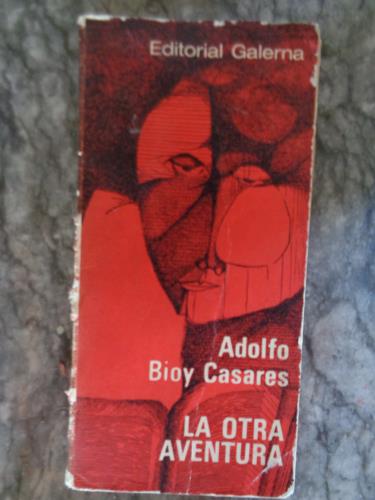 Editorial Galerna
Adolfo
Bioy Casares
LA OTRA
AVENTURA